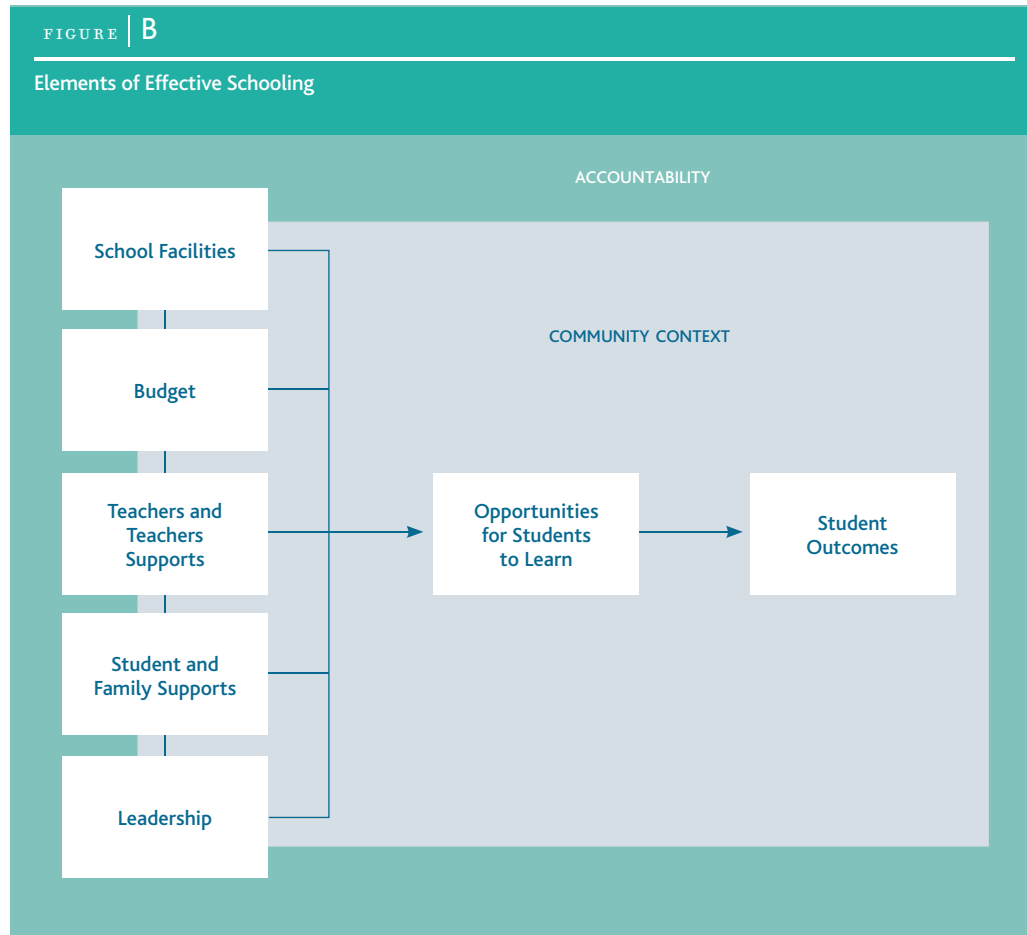 FIGURE | B
Elements of Effective Schooling
ACCOUNTABILITY
School Facilities
COMMUNITY CONTEXT
Budget
Teachers and
Teachers
Supports
Opportunities
for Students
to Learn
Student
Outcomes
Student and
Family Supports
Leadership